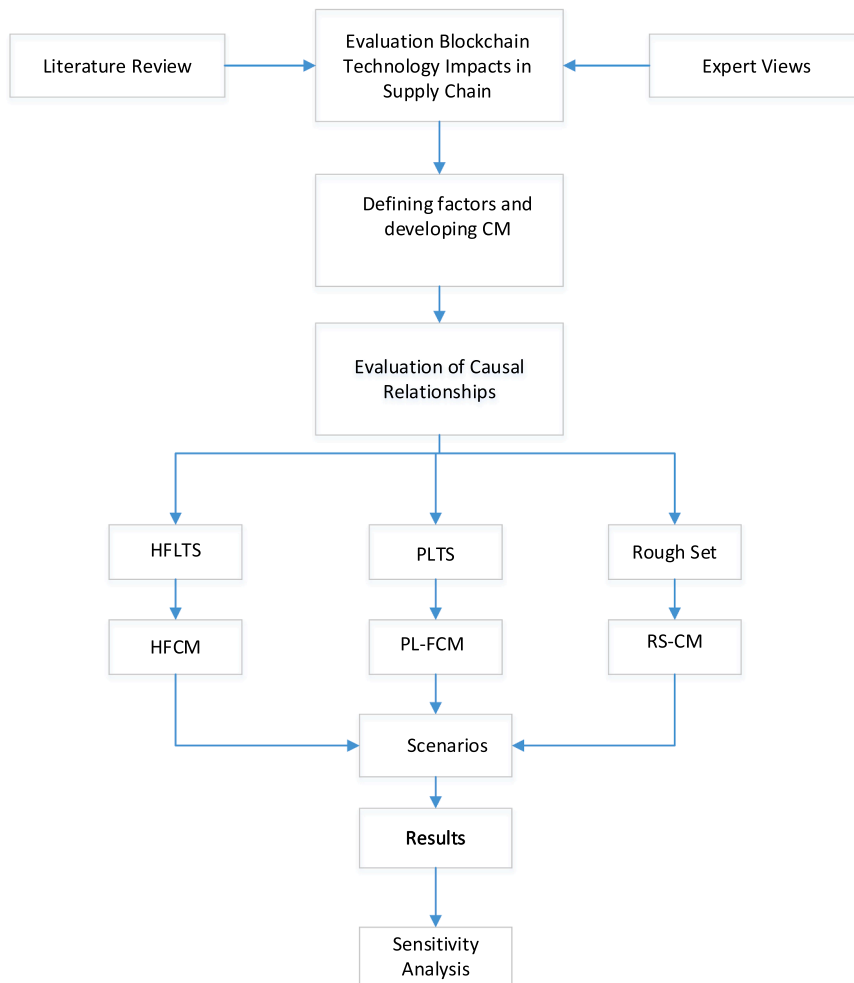 Literature Review
Evaluation Blockchain
Technology Impacts in
Supply Chain
Expert Views
Defining factors and
developing CM
Evaluation of Causal
Relationships
HFLTS
PLTS
Rough Set
HFCM
PL-FCM
RS-CM
Scenarios
Results
Sensitivity
Analysis